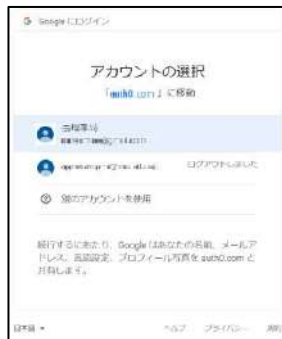 Google にログイン
アカウントの選択
「auth0.com」に移動
ログアウトしました
別のアカウントを使用
続行するにあたり、Google はあなたの名前、メールア
ドレス、言語設定、プロフィール写真を auth0.com と
共有します。
日本語
ヘルプ プライバシー 規約